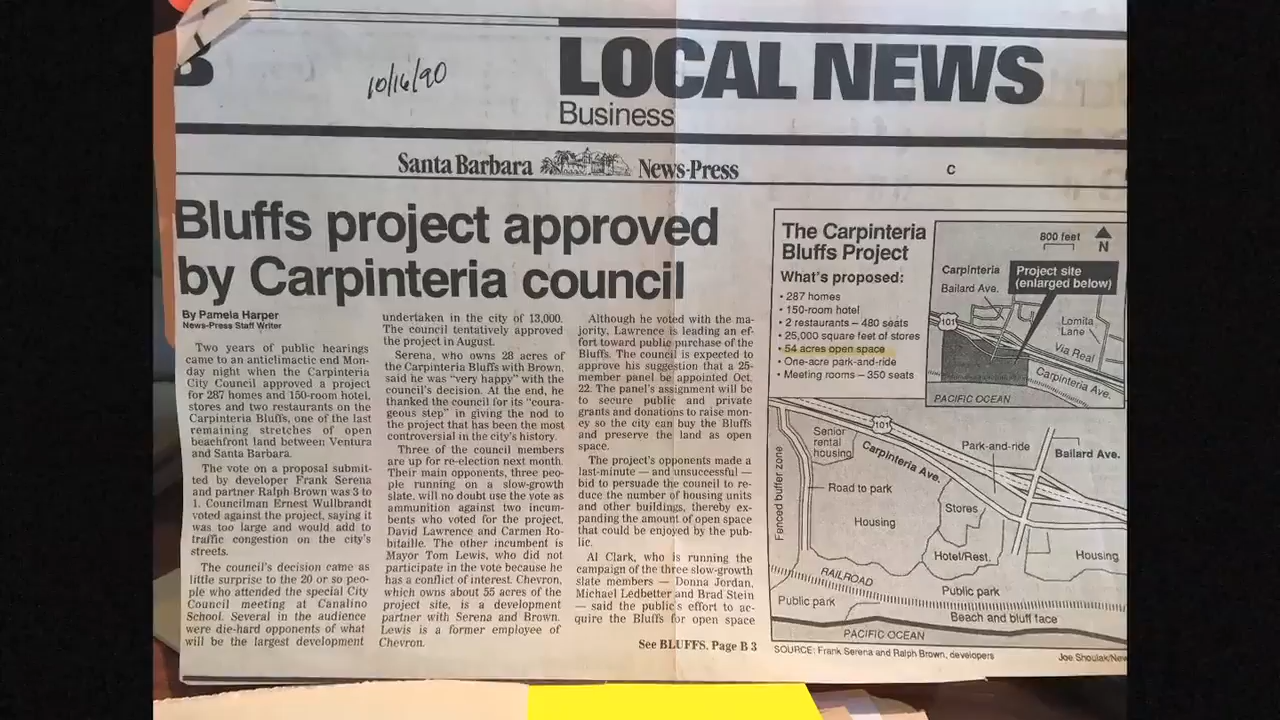 B
10/16/90
LOCAL NEWS
Business
Santa Barbara News-Press
C
Bluffs project approved
by Carpinteria council
By Pamela Harper
News-Press Staff Writer
Two years of public hearings
came to an anticlimactic end Mon-
day night when the Carpinteria
City Council approved a project
for 287 homes and 150-room hotel,
stores and two restaurants on the
Carpinteria Bluffs, one of the last
remaining stretches of open
beachfront land between Ventura
and Santa Barbara.
The vote on a proposal submit-
ted by developer Frank Serena
and partner Ralph Brown was 3 to
1. Councilman Ernest Wullbrandt
voted against the project, saying it
was too large and would add to
traffic congestion on the city's
streets.
The council's decision came as
little surprise to the 20 or so peo-
ple who attended the special City
Council meeting at Canalino
School. Several in the audience
were die-hard opponents of what
will be the largest development
undertaken in the city of 13,000.
The council tentatively approved
the project in August.
Serena, who owns 28 acres of
the Carpinteria Bluffs with Brown,
said he was "very happy" with the
council's decision. At the end, he
thanked the council for its "coura-
geous step" in giving the nod to
the project that has been the most
controversial in the city's history.
Three of the council members
are up for re-election next month.
Their main opponents, three peo-
ple running on a slow-growth
slate, will no doubt use the vote as
ammunition against two incum-
bents who voted for the project,
David Lawrence and Carmen Ro-
bitaille. The other incumbent is
Mayor Tom Lewis, who did not
participate in the vote because he
has a conflict of interest. Chevron,
which owns about 55 acres of the
project site, is a development
partner with Serena and Brown.
Lewis is a former employee of
Chevron.
Although he voted with the ma-
jority, Lawrence is leading an ef-
fort toward public purchase of the
Bluffs. The council is expected to
approve his suggestion that a 25-
member panel be appointed Oct.
22. The panel's assignment will be
to secure public and private
grants and donations to raise mon-
ey so the city can buy the Bluffs
and preserve the land as open
space.
The project's opponents made a
last-minute — and unsuccessful —
bid to persuade the council to re-
duce the number of housing units
and other buildings, thereby ex-
panding the amount of open space
that could be enjoyed by the pub-
lic.
Al Clark, who is running the
campaign of the three slow-growth
slate members — Donna Jordan,
Michael Ledbetter and Brad Stein
— said the public's effort to ac-
quire the Bluffs for open space
See BLUFFS, Page B 3
The Carpinteria
Bluffs Project
What's proposed:
• 287 homes
• 150-room hotel
• 2 restaurants – 480 seats
• 25,000 square feet of stores
• 54 acres open space
• One-acre park-and-ride
• Meeting rooms – 350 seats
800 feet
N
Carpinteria
Bailard Ave.
Project site
(enlarged below)
101
Lomita
Lane
Via Real
Carpinteria Ave.
PACIFIC OCEAN
101
Senior
rental
housing
Carpinteria Ave.
Park-and-ride
Bailard Ave.
Fenced buffer zone
Road to park
Stores
Housing
Hotel/Rest.
Housing
RAILROAD
Public park
Public park
Beach and bluff face
PACIFIC OCEAN
SOURCE: Frank Serena and Ralph Brown, developers
Joe Shoulak/New